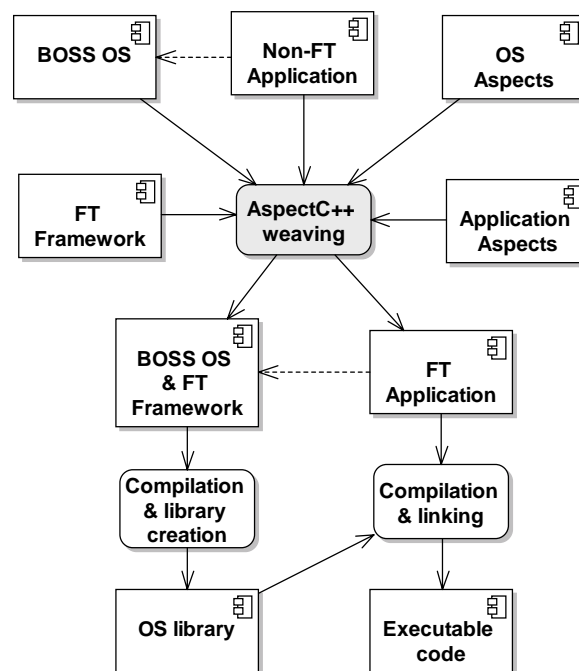 BOSS OS
Non-FT
Application
OS
Aspects
FT
Framework
AspectC++
weaving
Application
Aspects
BOSS OS
& FT
Framework
FT
Application
Compilation
& library
creation
Compilation
& linking
OS library
Executable
code